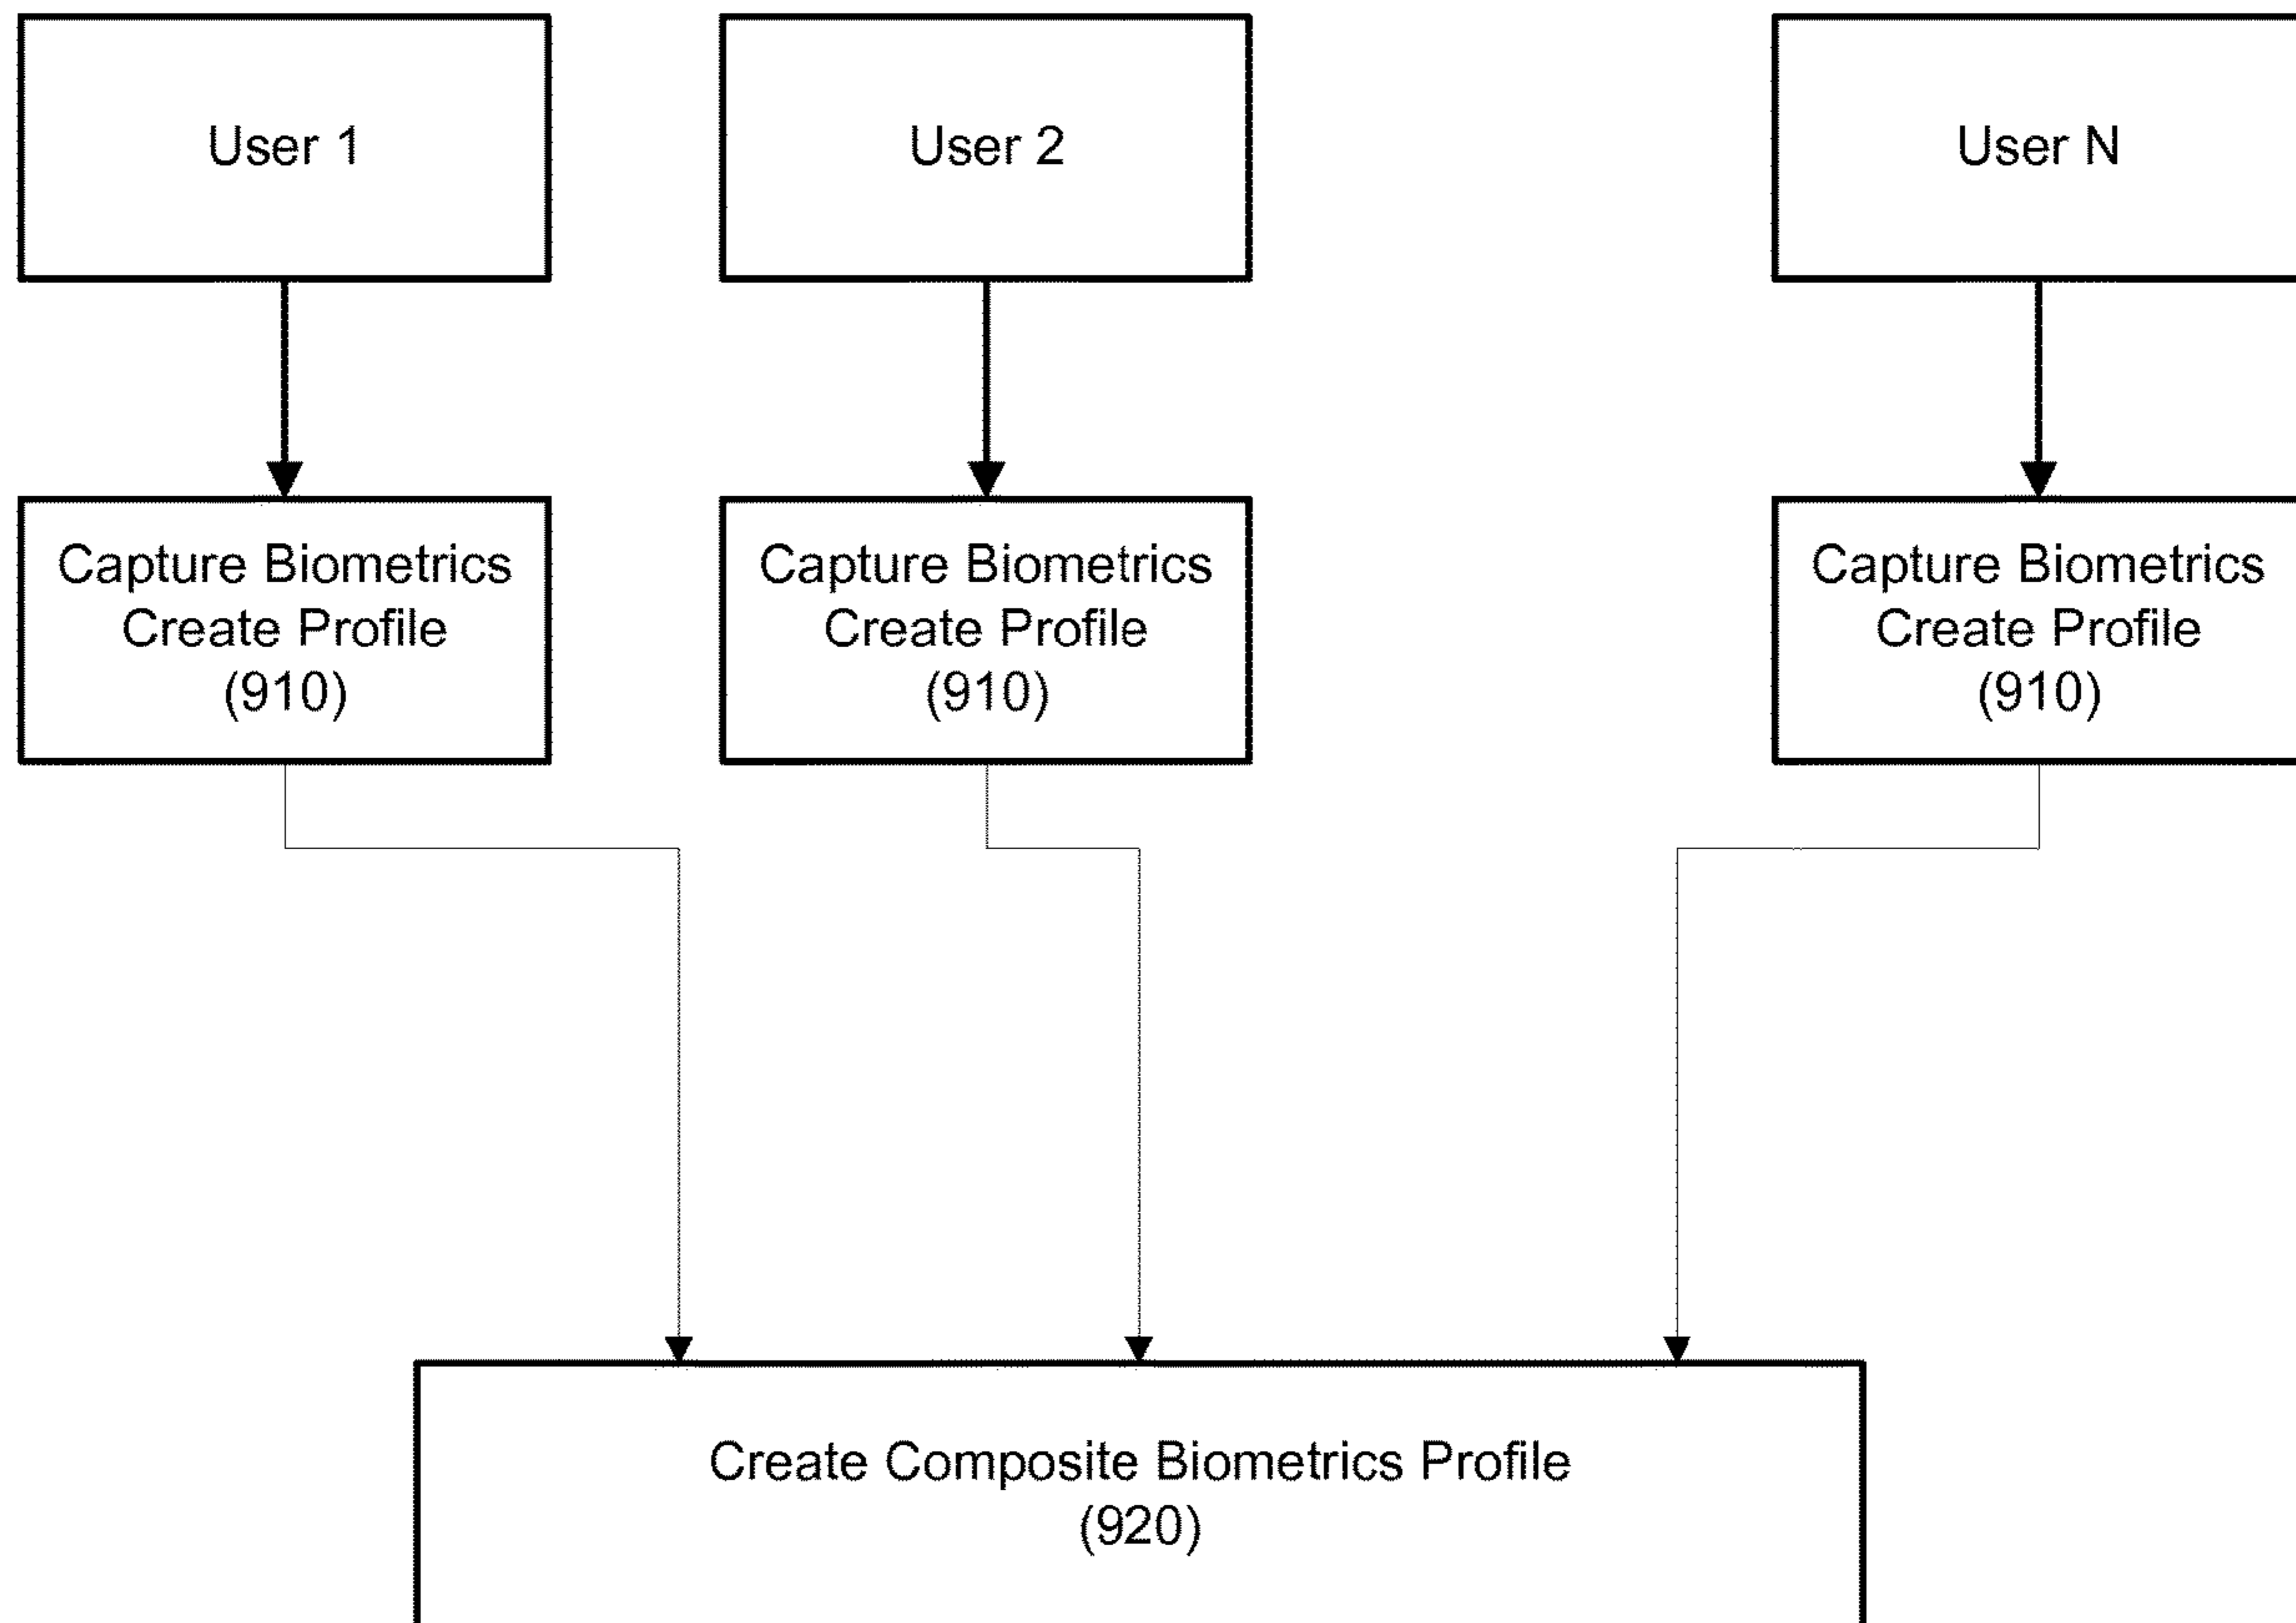 User 1
User 2
User N
Capture Biometrics
Create Profile
(910)
Capture Biometrics
Create Profile
(910)
Capture Biometrics
Create Profile
(910)
Create Composite Biometrics Profile
(920)